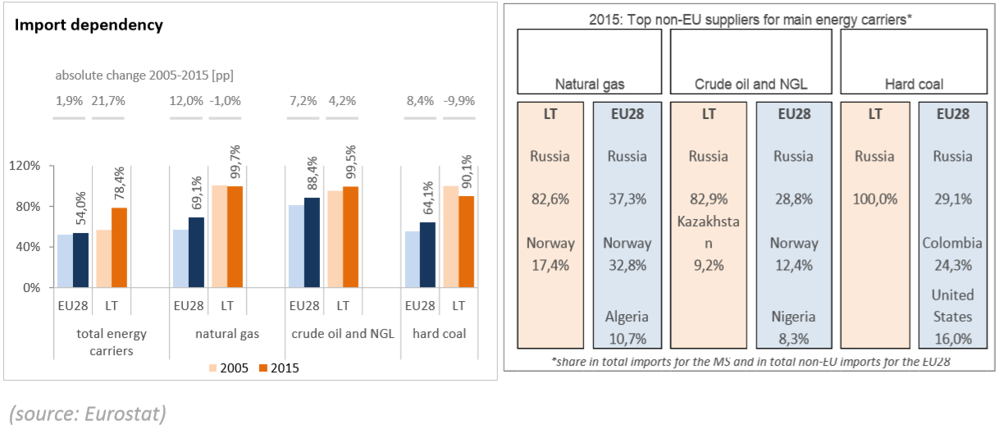 Import dependency
absolute change 2005-2015 [pp]
1,9% 21,7% 12,0% -1,0% 7,2% 4,2% 8,4% -9,9%
120%
80%
40%
0%
54,0%
78,4%
69,1%
99,7%
88,4%
99,5%
64,1%
90,1%
EU28 LT EU28 LT EU28 LT EU28 LT
total energy natural gas crude oil and NGL hard coal
carriers
2005 2015
2015: Top non-EU suppliers for main energy carriers*
Natural gas Crude oil and NGL Hard coal
LT EU28 LT EU28 LT EU28
Russia Russia Russia Russia Russia Russia
82,6% 37,3% 82,9% 28,8% 100,0% 29,1%
Kazakhsta
Norway Norway n Norway Colombia
17,4% 32,8% 9,2% 12,4% 24,3%
United
Algeria Nigeria States
10,7% 8,3% 16,0%
*share in total imports for the MS and in total non-EU imports for the EU28
(source: Eurostat)